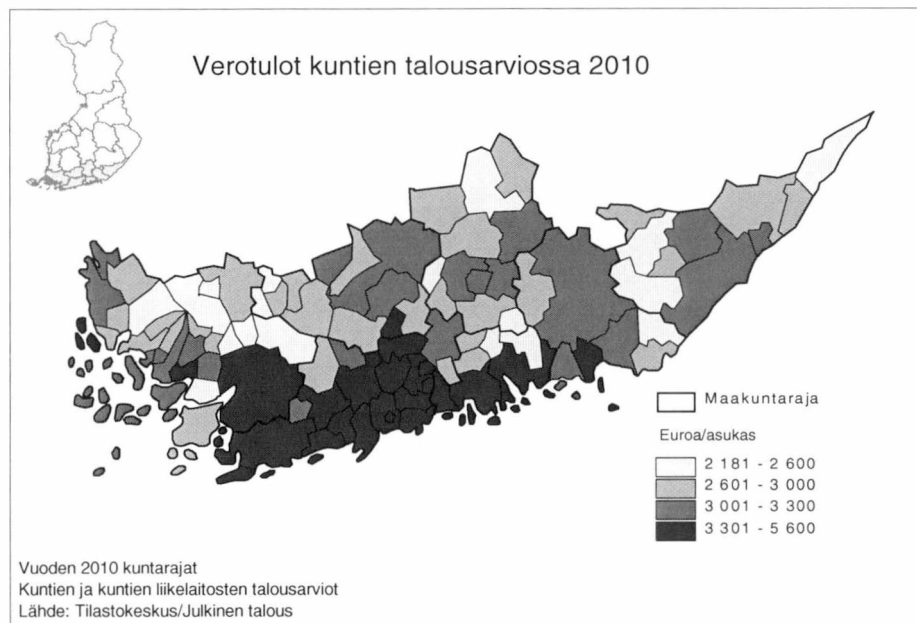 Verotulot kuntien talousarviossa 2010
Maakuntaraja
Euroa/asukas
2 181 - 2 600
2 601 - 3 000
3 001 - 3 300
3 301 - 5 600
Vuoden 2010 kuntarajat
Kuntien ja kuntien liikelaitosten talousarviot
Lähde: Tilastokeskus/Julkinen talous